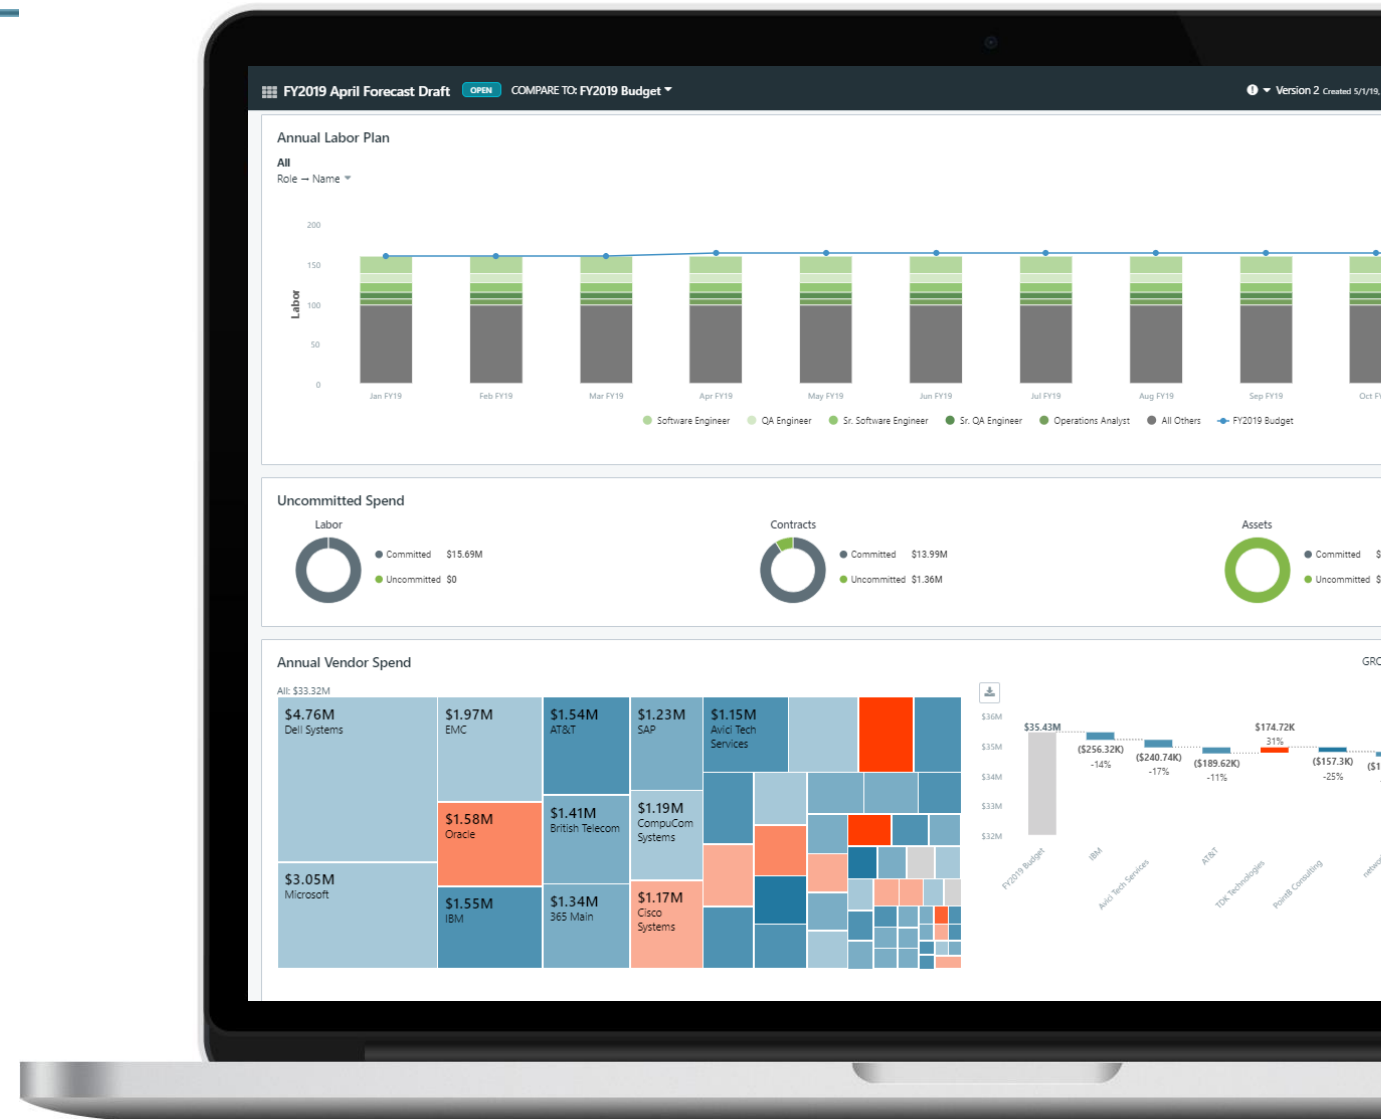 FY2019 April Forecast Draft OPEN COMPARE TO: FY2019 Budget Version 2 Created 5/1/19,
Annual Labor Plan
All
Role → Name
200
150
100
50
0
Labor
Jan FY19 Feb FY19 Mar FY19 Apr FY19 May FY19 Jun FY19 Jul FY19 Aug FY19 Sep FY19 Oct F
Software Engineer QA Engineer Sr. Software Engineer Sr. QA Engineer Operations Analyst All Others FY2019 Budget
Uncommitted Spend
Labor
Committed $15.69M
Uncommitted $0
Contracts
Committed $13.99M
Uncommitted $1.36M
Assets
Committed $
Uncommitted $
Annual Vendor Spend
GRO
All: $33.32M
$4.76M
Dell Systems
$3.05M
Microsoft
$1.97M
EMC
$1.58M
Oracle
$1.55M
IBM
$1.54M
AT&T
$1.41M
British Telecom
$1.34M
365 Main
$1.23M
SAP
$1.19M
CompuCom
Systems
$1.17M
Cisco
Systems
$1.15M
Avici Tech
Services
$36M
$35M
$34M
$33M
$32M
$35.43M
($256.32K)
-14%
($240.74K)
-17%
($189.62K)
-11%
$174.72K
31%
($157.3K)
-25%
($1
FY2019 Budget
IBM
Avici Tech Services
AT&T
TDK Technologies
PointB Consulting